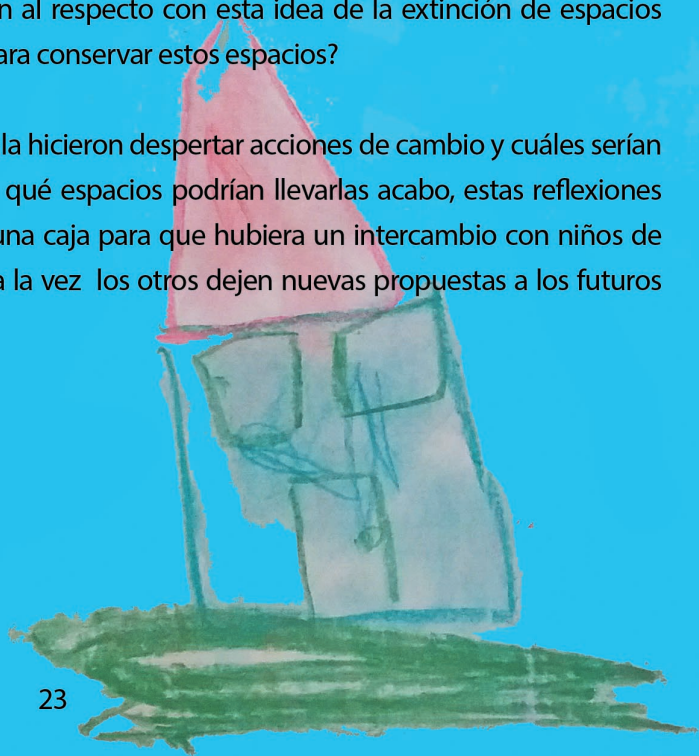 n al respecto con esta idea de la extinción de espacios
ara conservar estos espacios?
la hicieron despertar acciones de cambio y cuáles serían
qué espacios podrían llevarlas acabo, estas reflexiones
una caja para que hubiera un intercambio con niños de
a la vez los otros dejen nuevas propuestas a los futuros
23